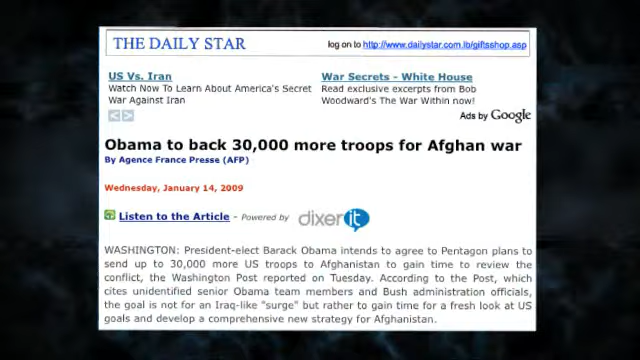 THE DAILY STAR
log on to http://www.dailystar.com.lb/giftsshop.asp
US Vs. Iran
Watch Now To Learn About America's Secret
War Against Iran
War Secrets - White House
Read exclusive excerpts from Bob
Woodward's The War Within now!
Ads by Google
Obama to back 30,000 more troops for Afghan war
By Agence France Presse (AFP)
Wednesday, January 14, 2009
Listen to the Article - Powered by dixerit
WASHINGTON: President-elect Barack Obama intends to agree to Pentagon plans to
send up to 30,000 more US troops to Afghanistan to gain time to review the
conflict, the Washington Post reported on Tuesday. According to the Post, which
cites unidentified senior Obama team members and Bush administration officials,
the goal is not for an Iraq-like "surge" but rather to gain time for a fresh look at US
goals and develop a comprehensive new strategy for Afghanistan.